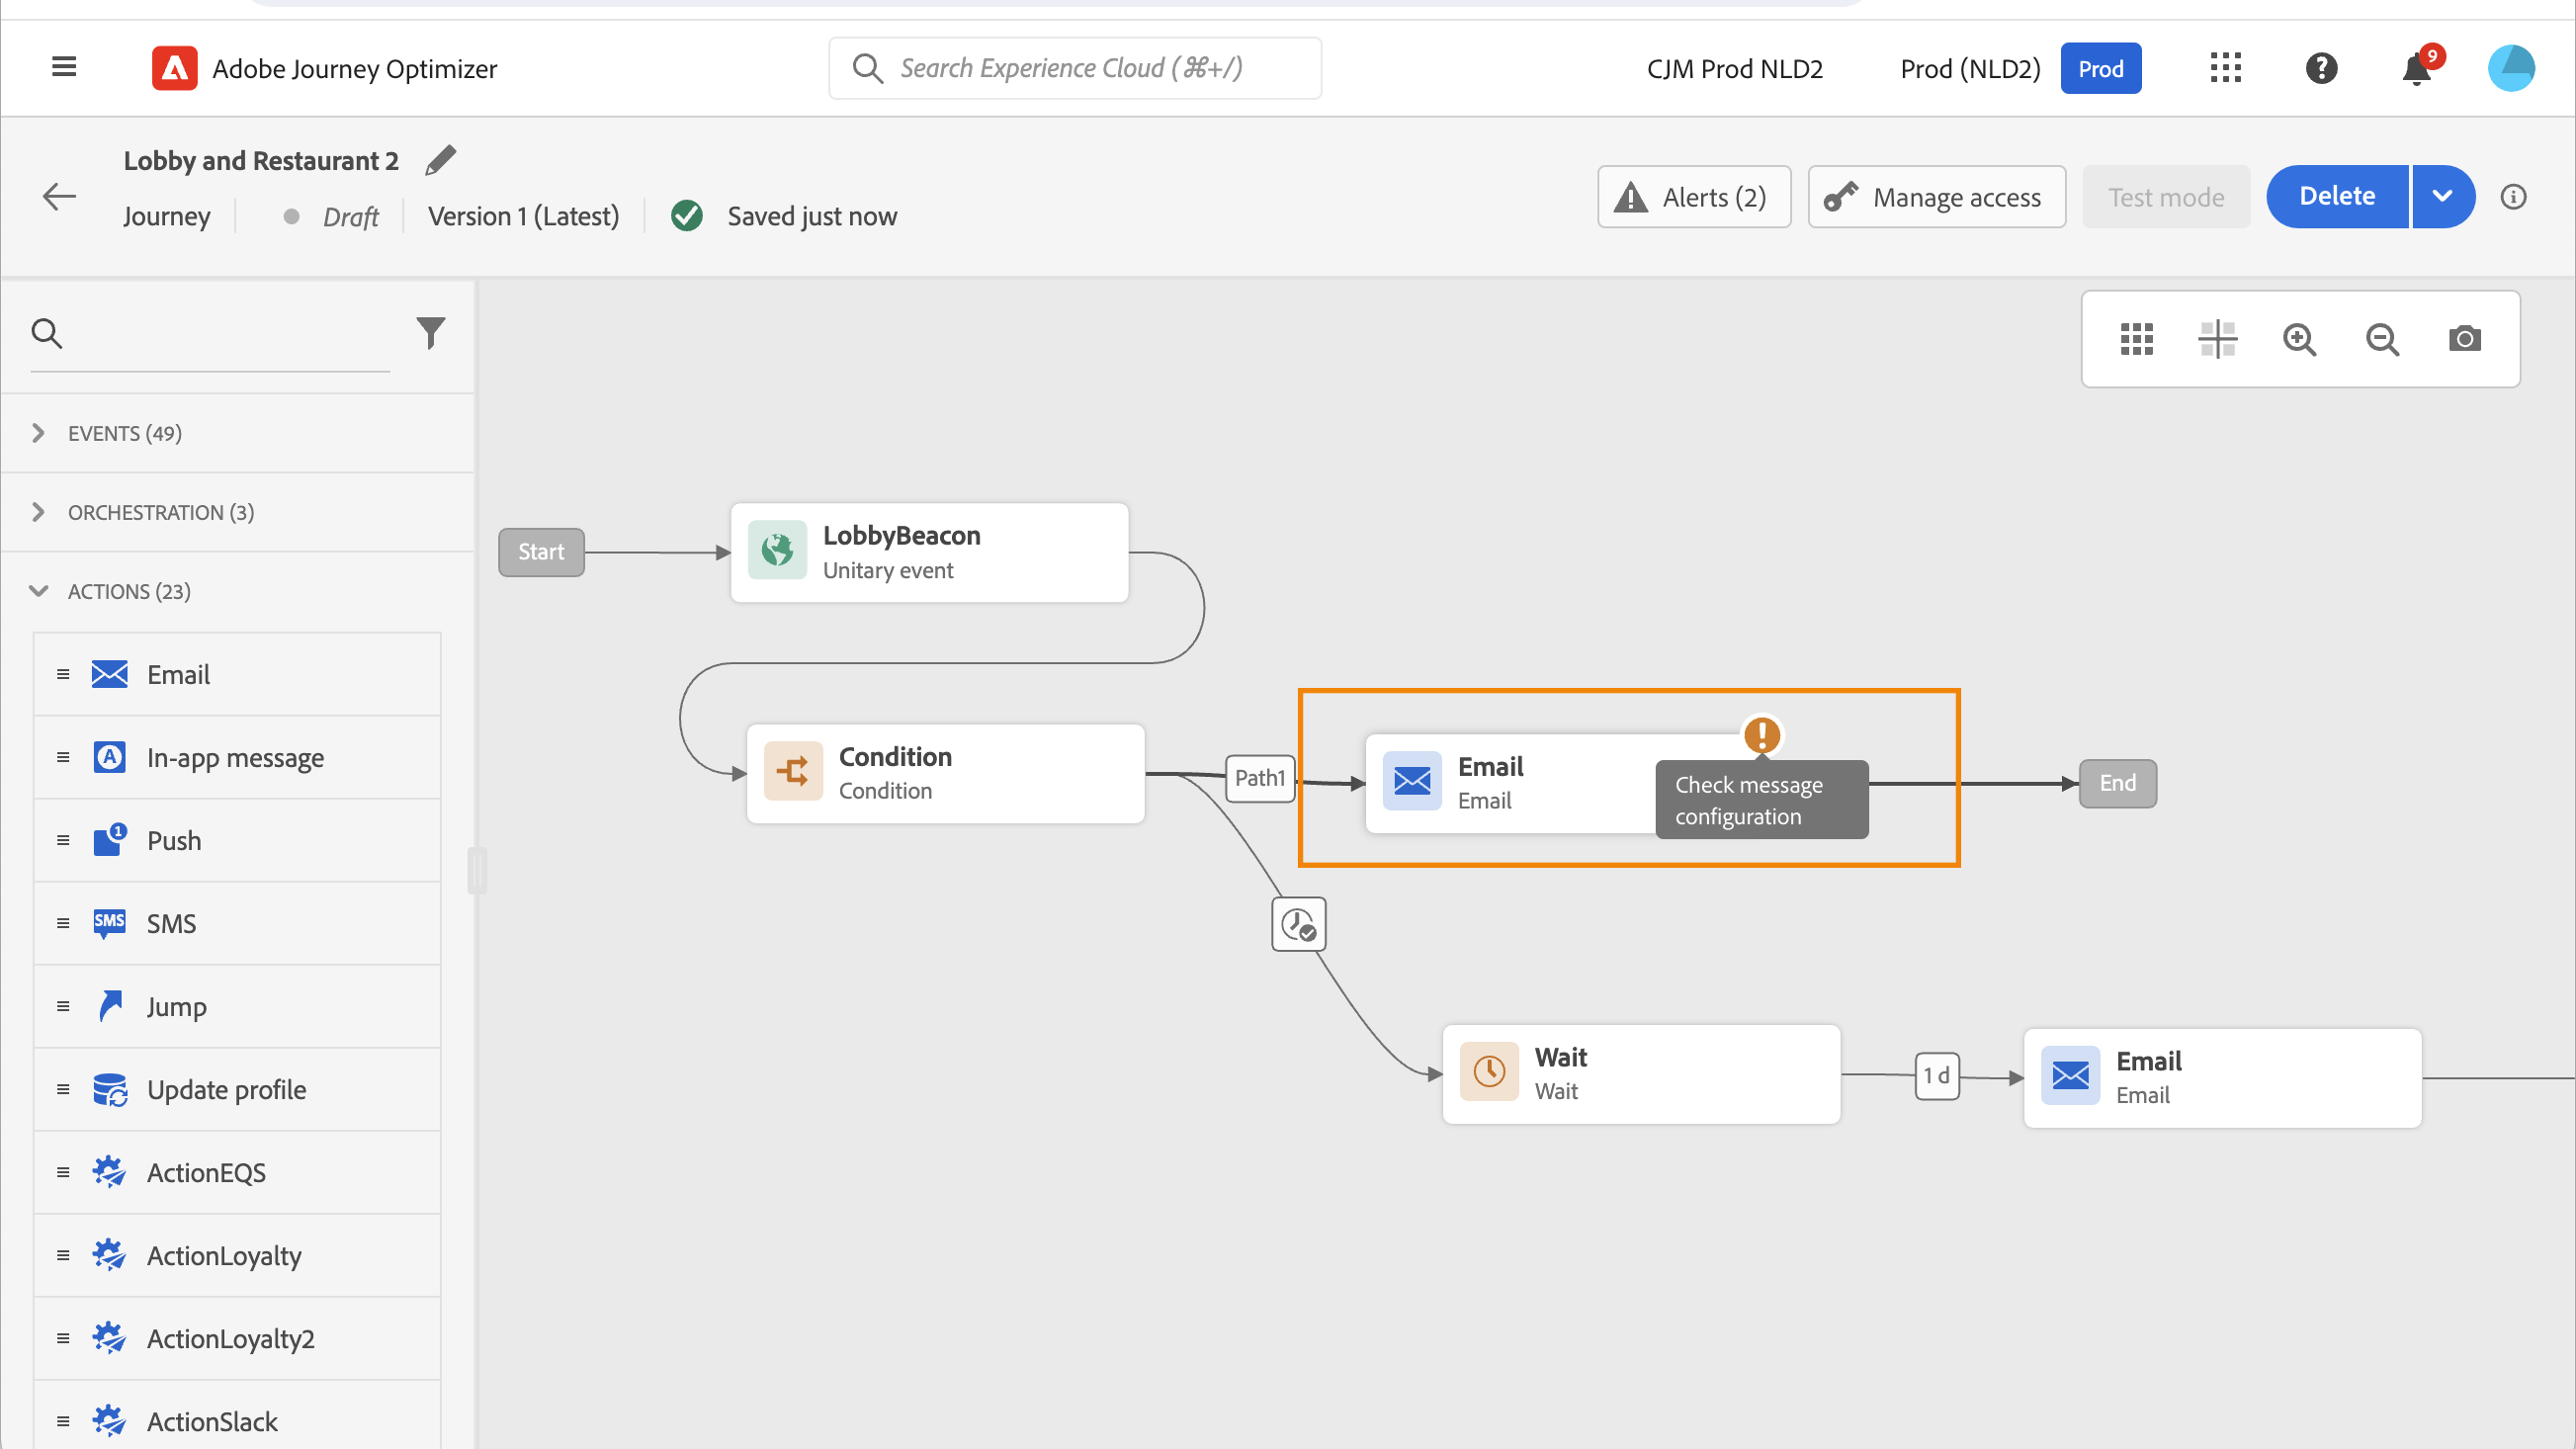 Adobe Journey Optimizer
Search Experience Cloud (⌘+/)
CJM Prod NLD2
Prod (NLD2)
Prod
9
Lobby and Restaurant 2
Journey
Draft
Version 1 (Latest)
Saved just now
Alerts (2)
Manage access
Test mode
Delete
EVENTS (49)
ORCHESTRATION (3)
ACTIONS (23)
Email
In-app message
1
Push
SMS
SMS
Jump
Update profile
ActionEQS
ActionLoyalty
ActionLoyalty2
ActionSlack
Start
LobbyBeacon
Unitary event
Condition
Condition
Path1
Email
Email
Check message
configuration
End
Wait
Wait
1 d
Email
Email